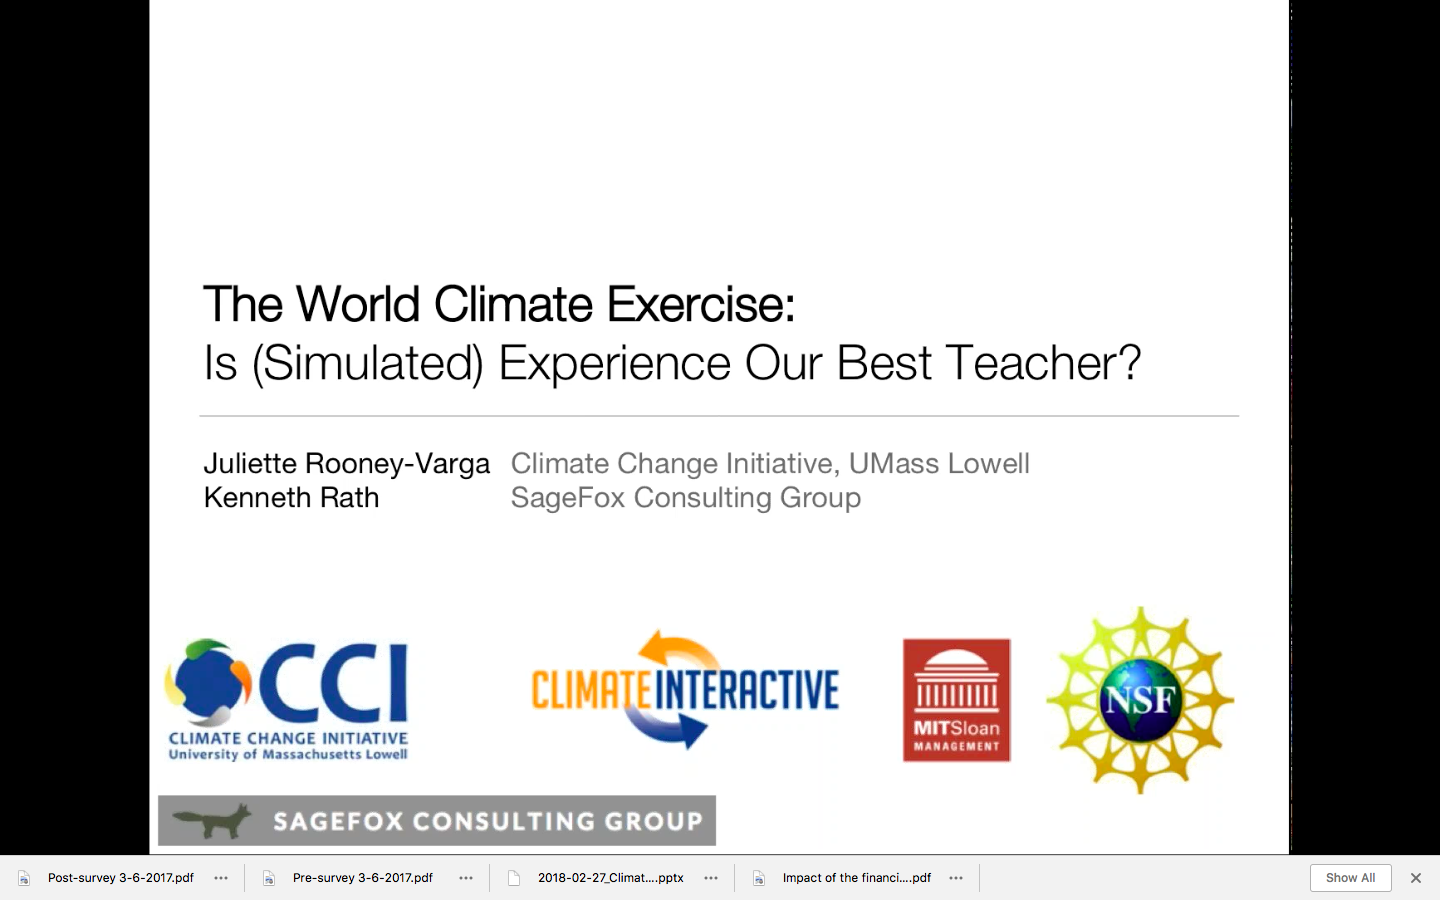 The World Climate Exercise:
Is (Simulated) Experience Our Best Teacher?
Juliette Rooney-Varga Climate Change Initiative, UMass Lowell
Kenneth Rath SageFox Consulting Group
CCI
CLIMATE CHANGE INITIATIVE
University of Massachusetts Lowell
CLIMATEINTERACTIVE
MITSloan
MANAGEMENT
NSF
SAGEFOX CONSULTING GROUP
Post-survey 3-6-2017.pdf
Pre-survey 3-6-2017.pdf
2018-02-27_Climat....pptx
Impact of the financi....pdf
Show All